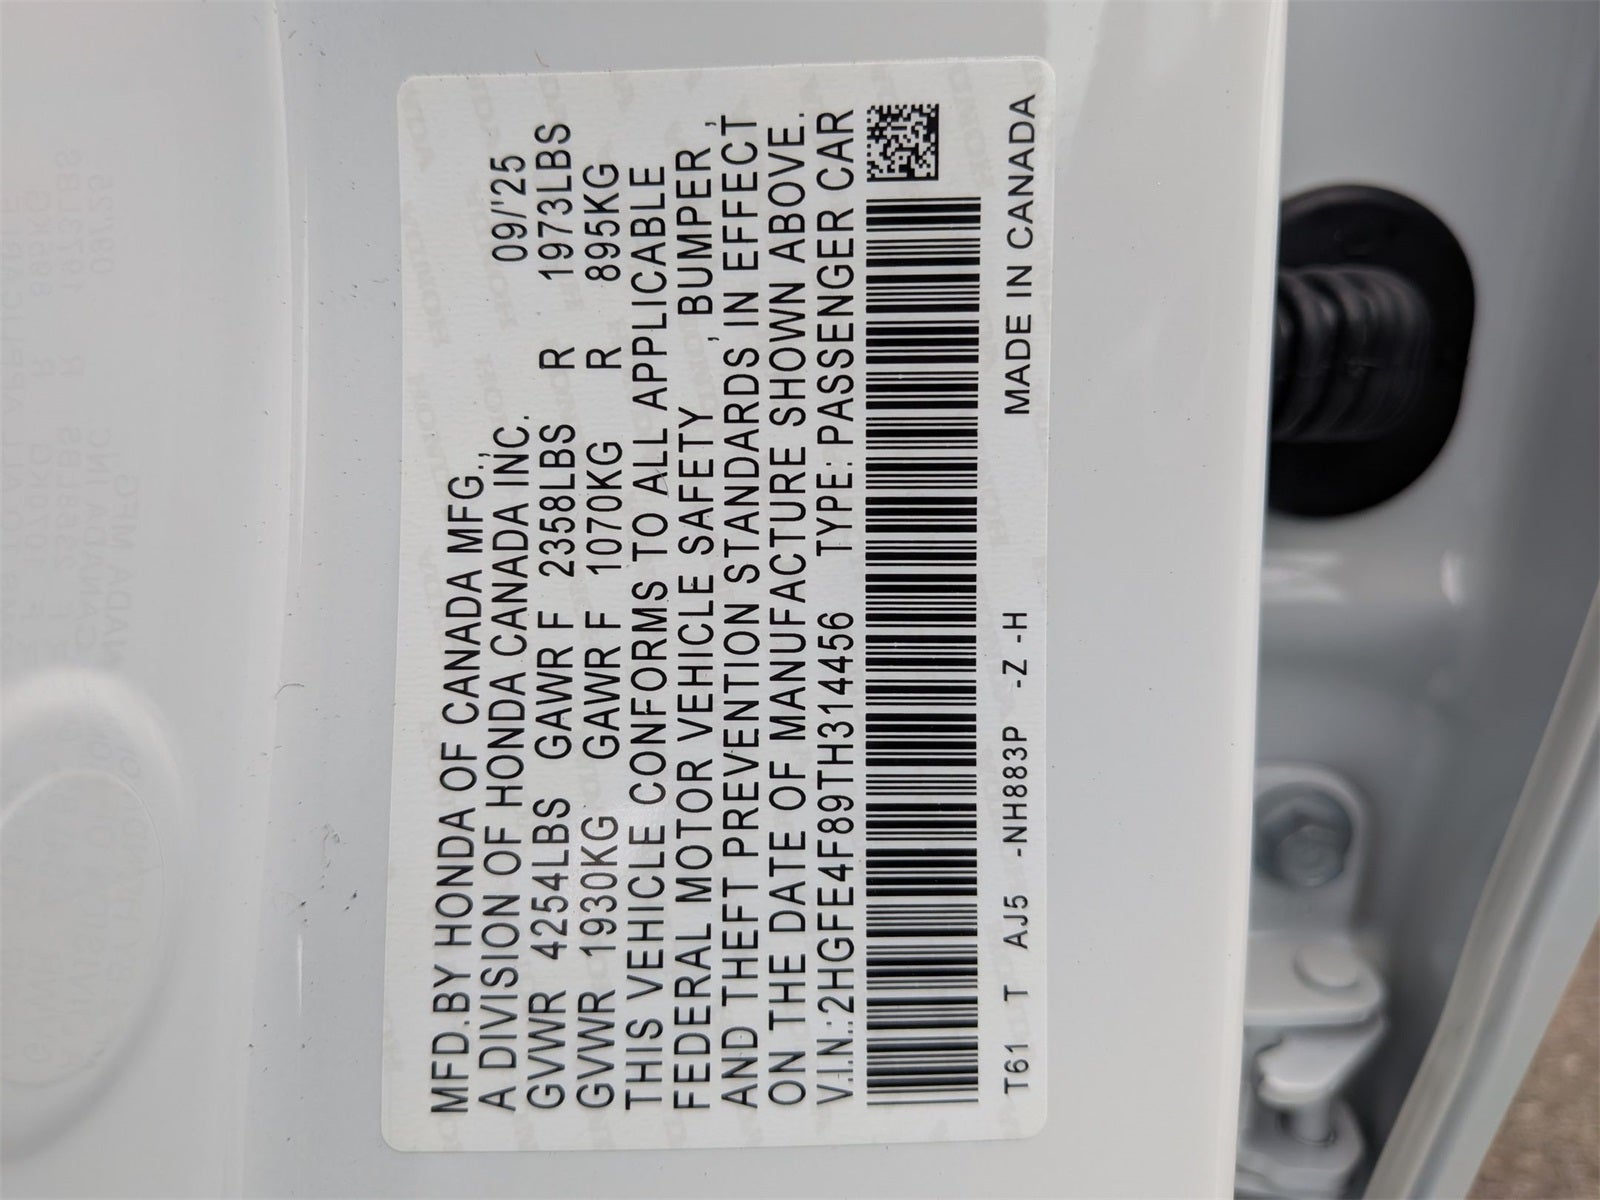 MFD.BY HONDA OF CANADA MFG.,
A DIVISION OF HONDA CANADA INC. 09/'25
GVWR 4254LBS GAWR F 2358LBS R 1973LBS
GVWR 1930KG GAWR F 1070KG R 895KG
THIS VEHICLE CONFORMS TO ALL APPLICABLE
FEDERAL MOTOR VEHICLE SAFETY, BUMPER,
AND THEFT PREVENTION STANDARDS IN EFFECT
ON THE DATE OF MANUFACTURE SHOWN ABOVE.
V.I.N.:2HGFE4F89TH314456 TYPE: PASSENGER CAR
T61 T AJ5 -NH883P -Z -H MADE IN CANADA